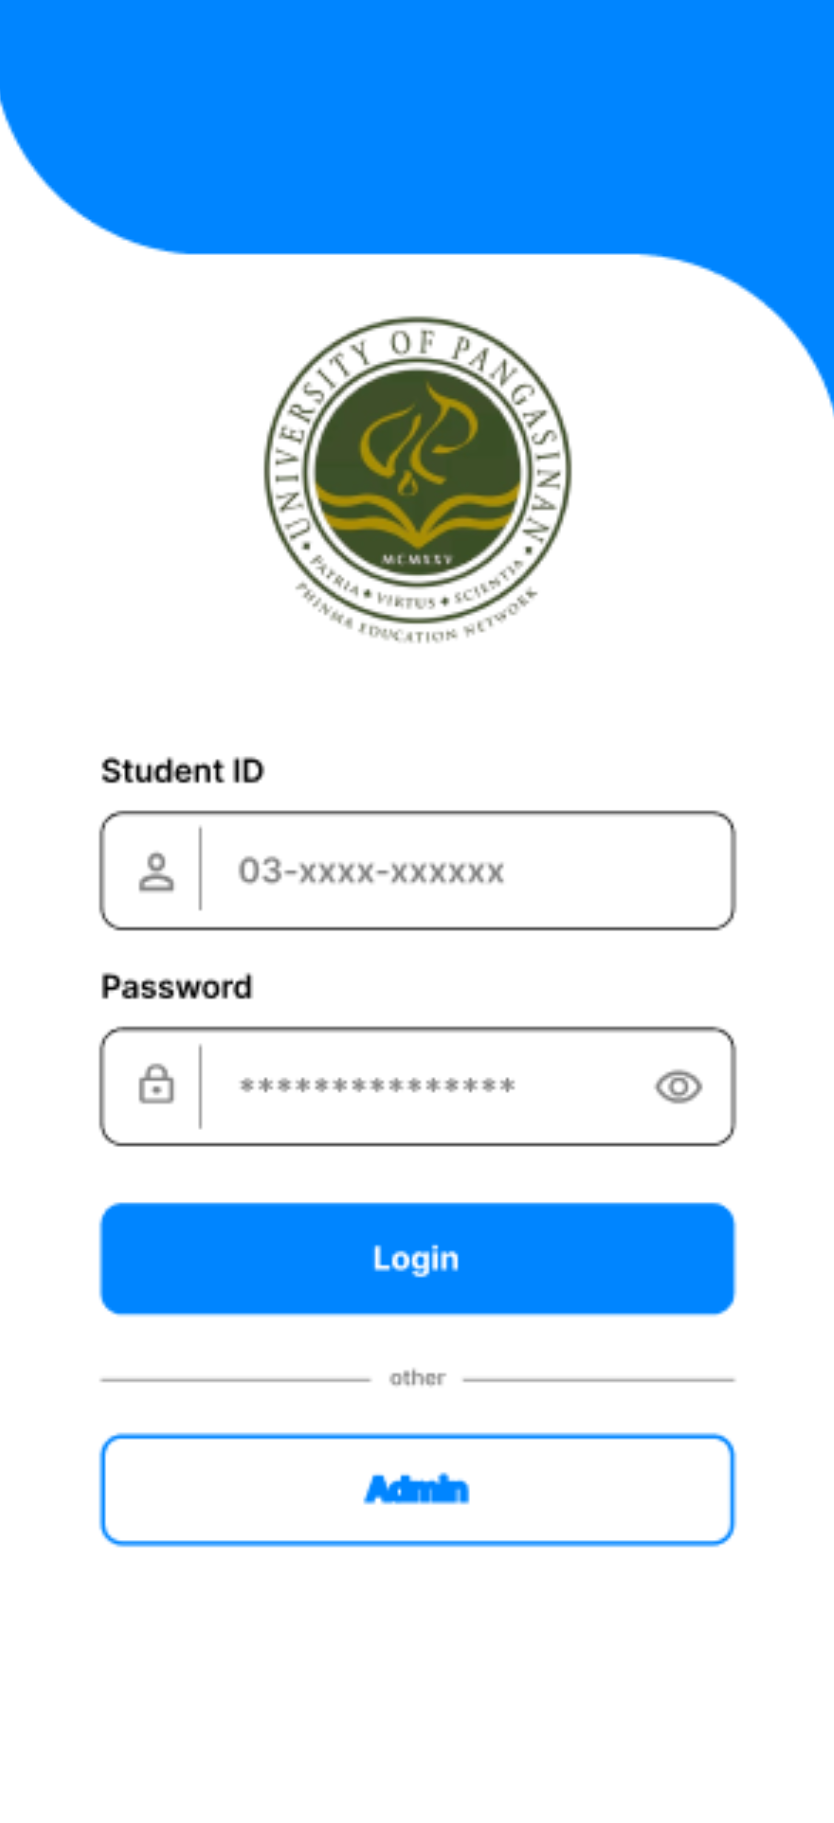 UNIVERSITY OF PANGASINAN
MCMXXV
PATRIA • VIRTUS • SCIENTIA
PHINMA EDUCATION NETWORK
Student ID
03-xxxx-xxxxxx
Password
***************
Login
other
Admin